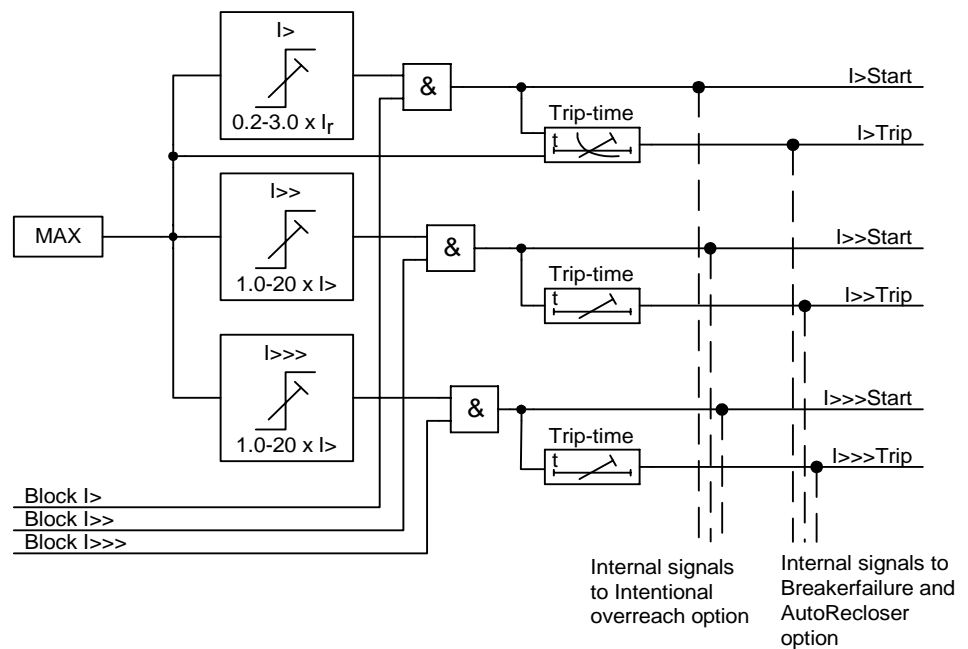 I>
0.2-3.0 x Ir
&
I>Start
Trip-time
t
I>Trip
MAX
I>>
1.0-20 x I>
&
I>>Start
Trip-time
t
I>>Trip
I>>>
1.0-20 x I>
&
I>>>Start
Trip-time
t
I>>>Trip
Block I>
Block I>>
Block I>>>
Internal signals
to Intentional
overreach option
Internal signals to
Breakerfailure and
AutoRecloser
option